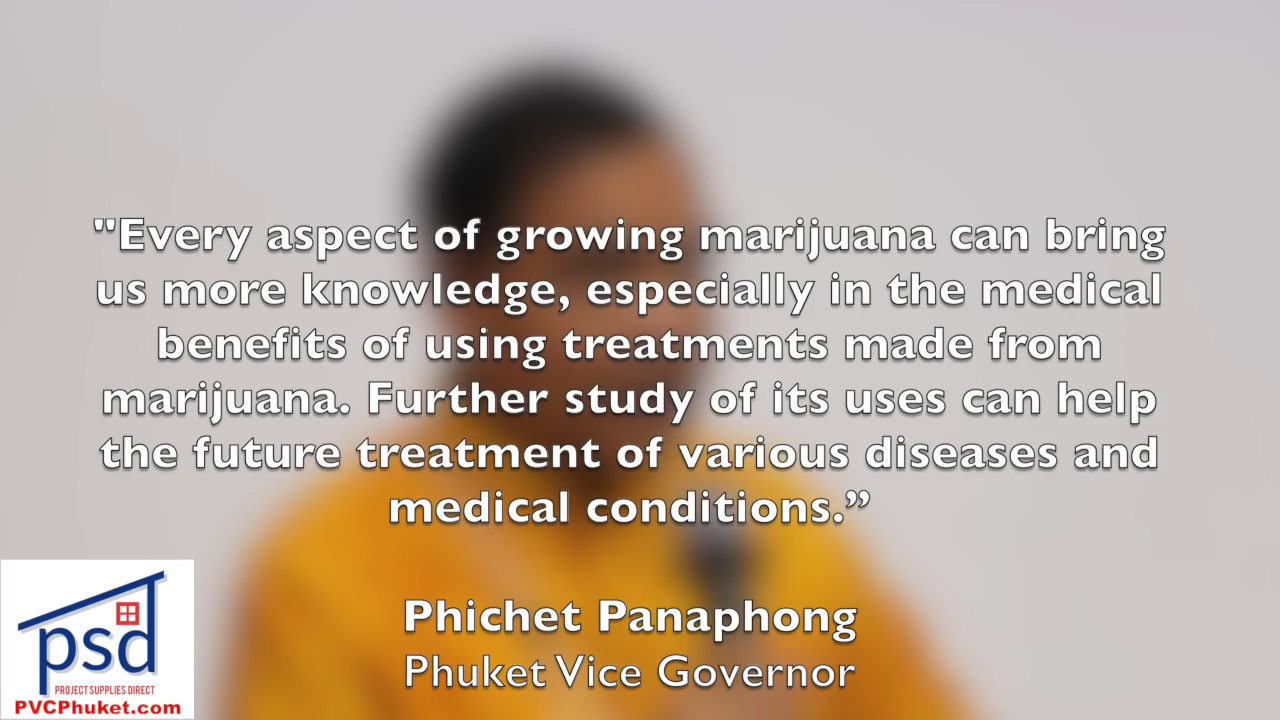 "Every aspect of growing marijuana can bring
us more knowledge, especially in the medical
benefits of using treatments made from
marijuana. Further study of its uses can help
the future treatment of various diseases and
medical conditions.”
Phichet Panaphong
Phuket Vice Governor
psd
PROJECT SUPPLIES DIRECT
PVCPhuket.com